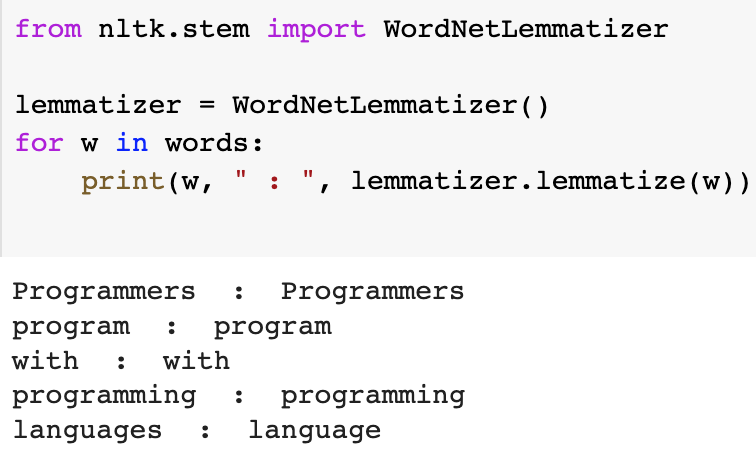 from nltk.stem import WordNetLemmatizer
lemmatizer = WordNetLemmatizer()
for w in words:
    print(w, " : ", lemmatizer.lemmatize(w))
Programmers  :  Programmers
program  :  program
with  :  with
programming  :  programming
languages  :  language